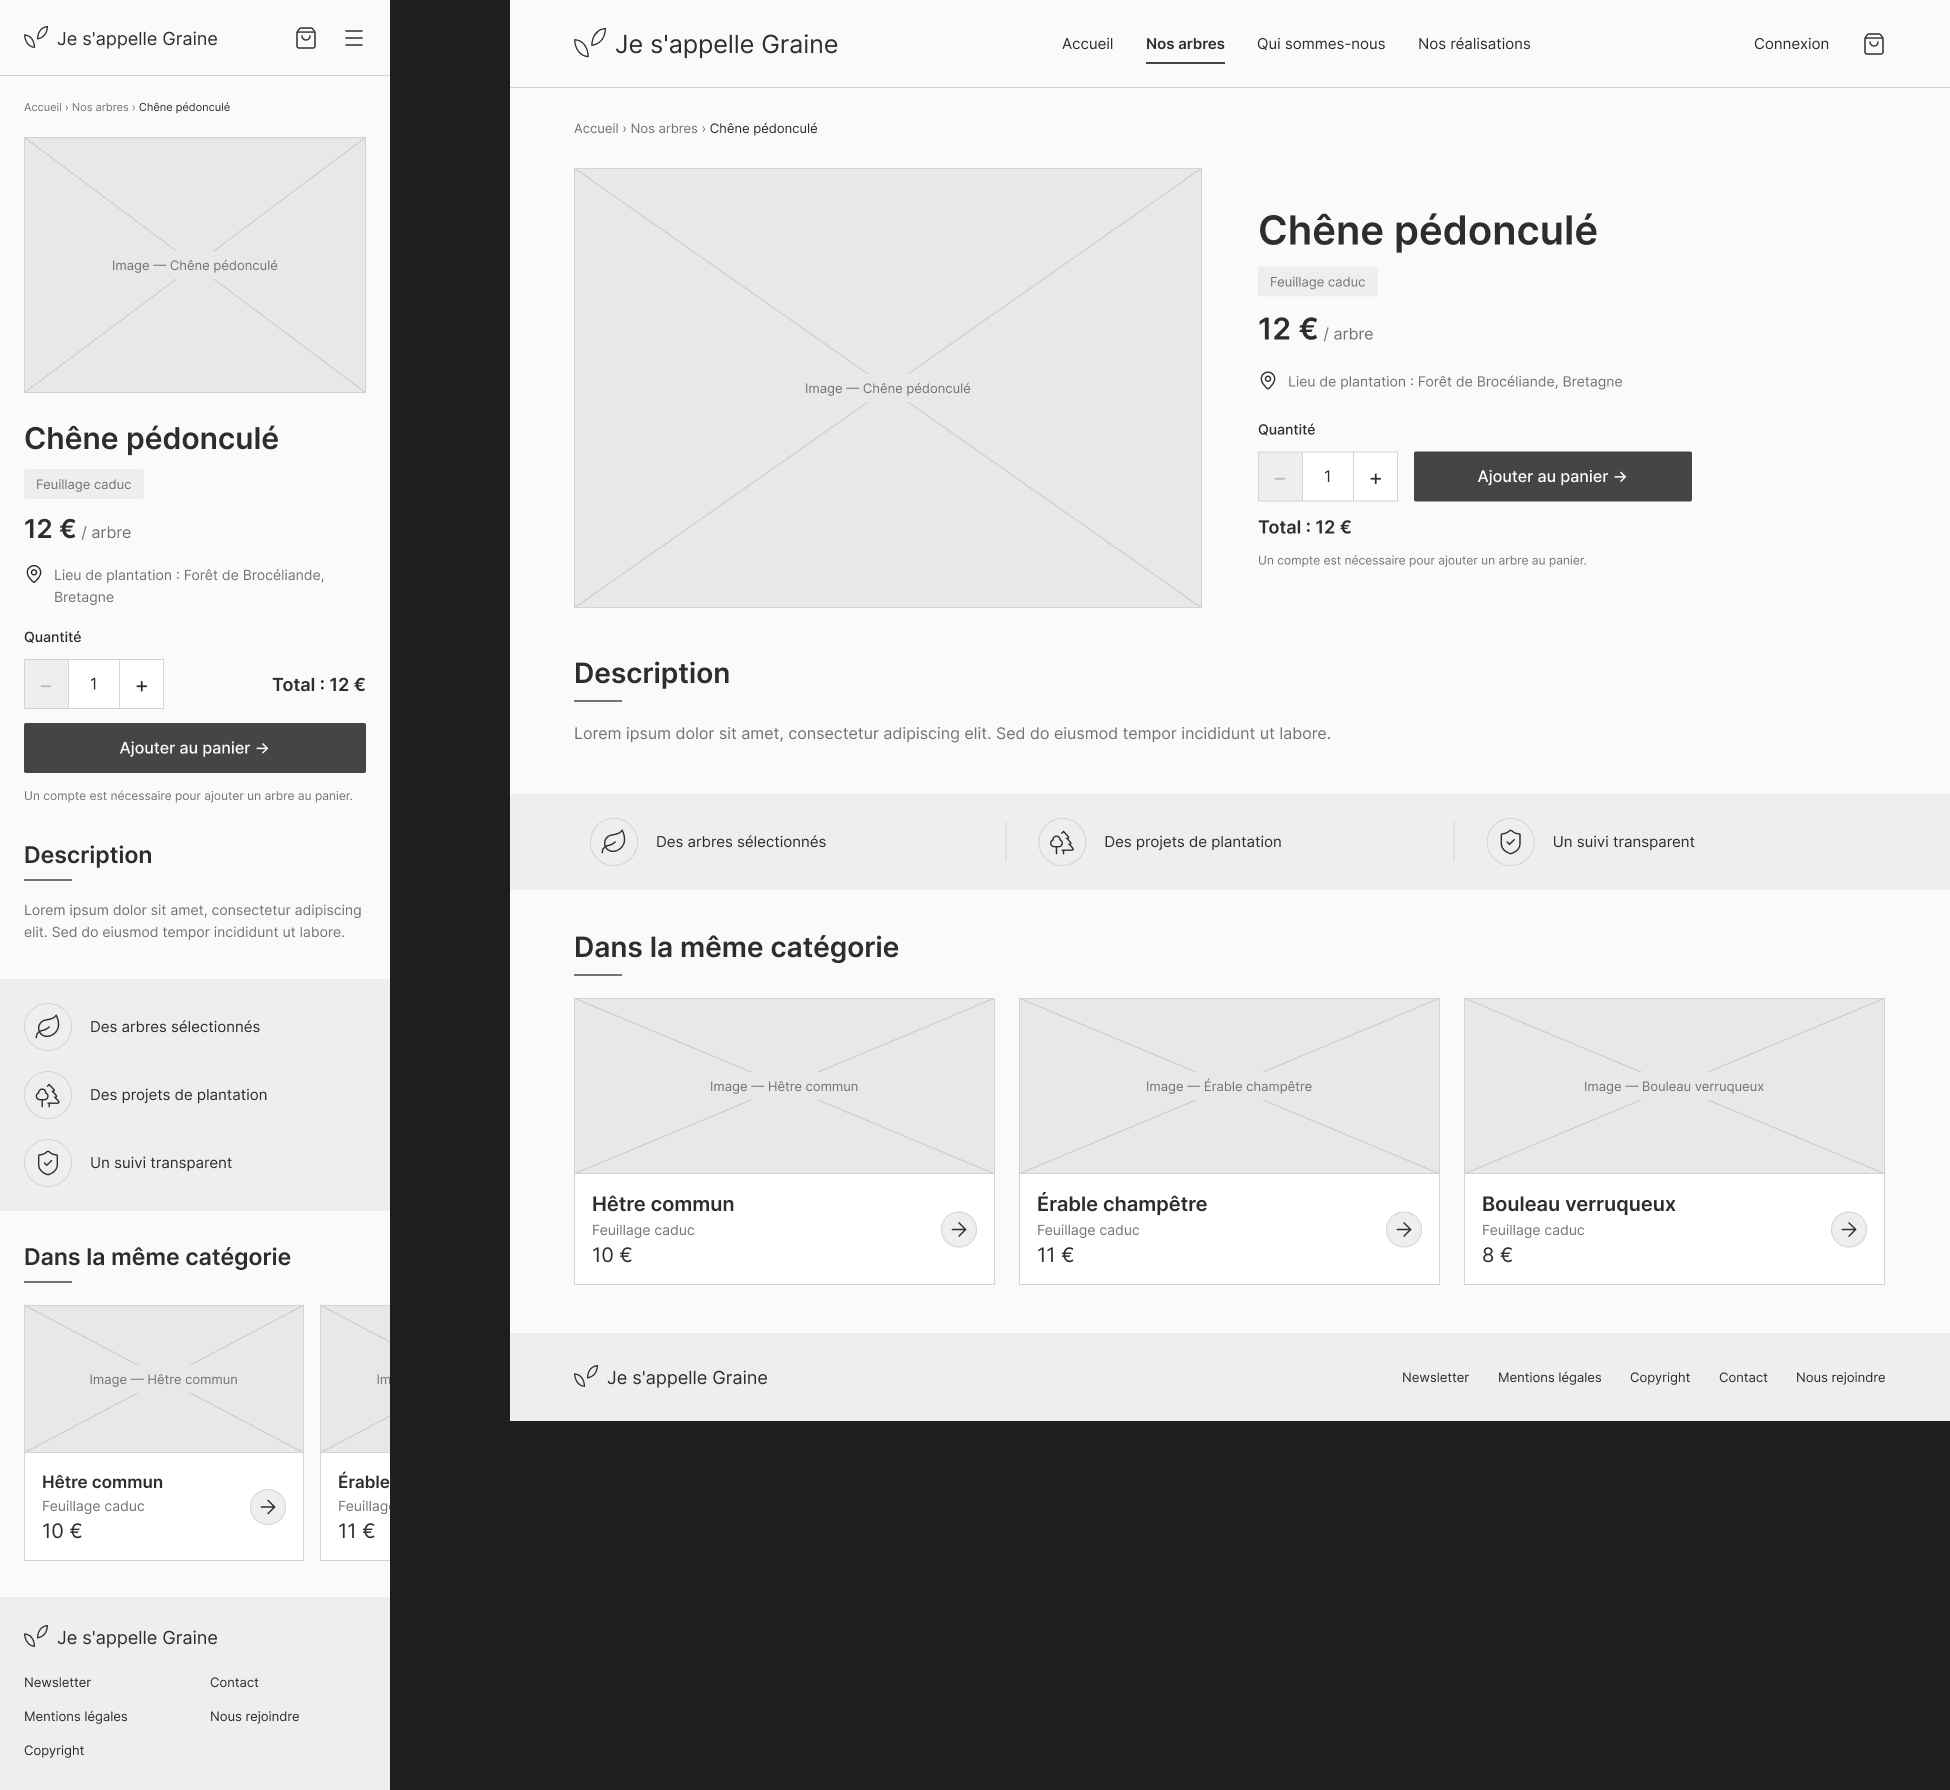 Je s'appelle Graine
Accueil › Nos arbres › Chêne pédonculé
Image — Chêne pédonculé
Chêne pédonculé
Feuillage caduc
12 € / arbre
Lieu de plantation : Forêt de Brocéliande,
Bretagne
Quantité
− 1 + Total : 12 €
Ajouter au panier →
Un compte est nécessaire pour ajouter un arbre au panier.
Description
Lorem ipsum dolor sit amet, consectetur adipiscing
elit. Sed do eiusmod tempor incididunt ut labore.
Des arbres sélectionnés
Des projets de plantation
Un suivi transparent
Dans la même catégorie
Image — Hêtre commun Im
Hêtre commun Érable
Feuillage caduc Feuillag
10 € 11 €
Je s'appelle Graine
Newsletter Contact
Mentions légales Nous rejoindre
Copyright
Je s'appelle Graine Accueil Nos arbres Qui sommes-nous Nos réalisations Connexion
Accueil › Nos arbres › Chêne pédonculé
Image — Chêne pédonculé
Chêne pédonculé
Feuillage caduc
12 € / arbre
Lieu de plantation : Forêt de Brocéliande, Bretagne
Quantité
− 1 + Ajouter au panier →
Total : 12 €
Un compte est nécessaire pour ajouter un arbre au panier.
Description
Lorem ipsum dolor sit amet, consectetur adipiscing elit. Sed do eiusmod tempor incididunt ut labore.
Des arbres sélectionnés Des projets de plantation Un suivi transparent
Dans la même catégorie
Image — Hêtre commun Image — Érable champêtre Image — Bouleau verruqueux
Hêtre commun Érable champêtre Bouleau verruqueux
Feuillage caduc Feuillage caduc Feuillage caduc
10 € 11 € 8 €
Je s'appelle Graine Newsletter Mentions légales Copyright Contact Nous rejoindre